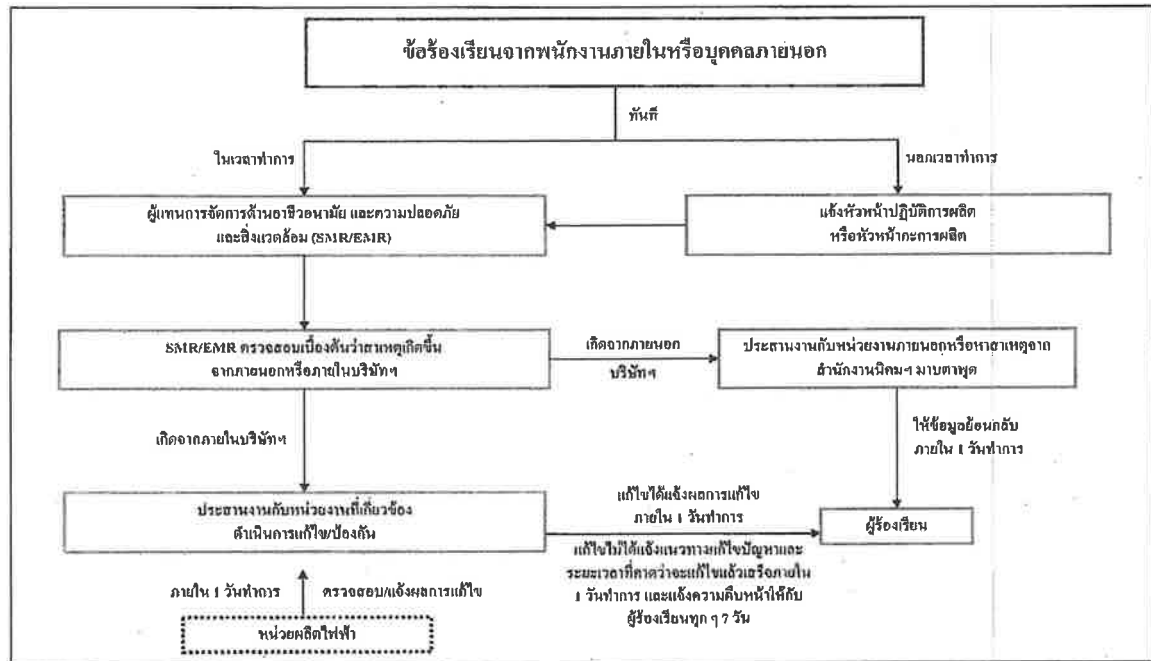 ข้อร้องเรียนจากพนักงานภายในหรือบุคคลภายนอก
ทันที
ในเวลาทำการ
นอกเวลาทำการ
ผู้แทนการจัดการด้านอาชีวอนามัย และความปลอดภัย
และสิ่งแวดล้อม (SMR/EMR)
แจ้งหัวหน้าปฏิบัติการผลิต
หรือหัวหน้ากะการผลิต
SMR/EMR ตรวจสอบเบื้องต้นว่าสาเหตุเกิดขึ้น
จากภายนอกหรือภายในบริษัทฯ
เกิดจากภายนอก
บริษัทฯ
ประสานงานกับหน่วยงานภายนอกหรือหาสาเหตุจาก
สำนักงานนิคมฯ มาบตาพุด
เกิดจากภายในบริษัทฯ
ให้ข้อมูลย้อนกลับ
ภายใน 1 วันทำการ
ประสานงานกับหน่วยงานที่เกี่ยวข้อง
ดำเนินการแก้ไข/ป้องกัน
แก้ไขได้แจ้งผลการแก้ไข
ภายใน 1 วันทำการ
ผู้ร้องเรียน
แก้ไขไม่ได้แจ้งแนวทางแก้ไขปัญหาและ
ระยะเวลาที่คาดว่าจะแก้ไขแล้วเสร็จภายใน
1 วันทำการ และแจ้งความคืบหน้าให้กับ
ผู้ร้องเรียนทุก ๆ 7 วัน
ภายใน 1 วันทำการ
ตรวจสอบ/แจ้งผลการแก้ไข
หน่วยผลิตไฟฟ้า